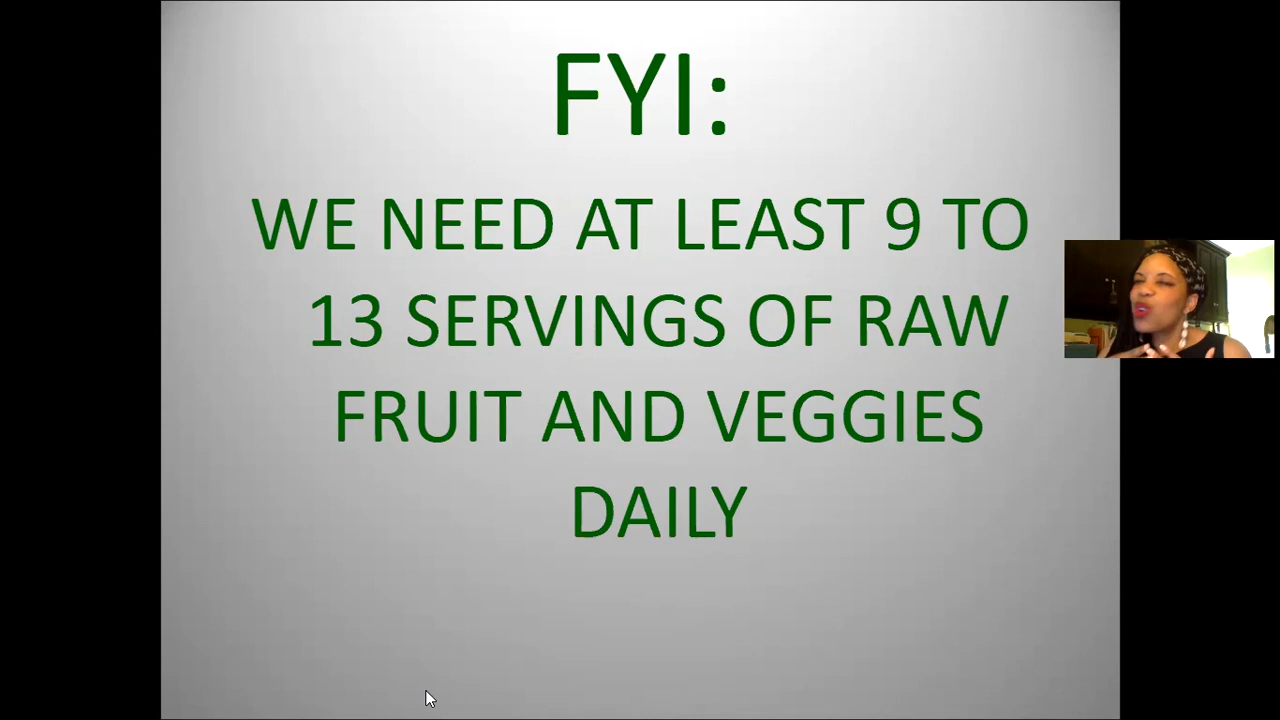 FYI:
WE NEED AT LEAST 9 TO
13 SERVINGS OF RAW
FRUIT AND VEGGIES
DAILY